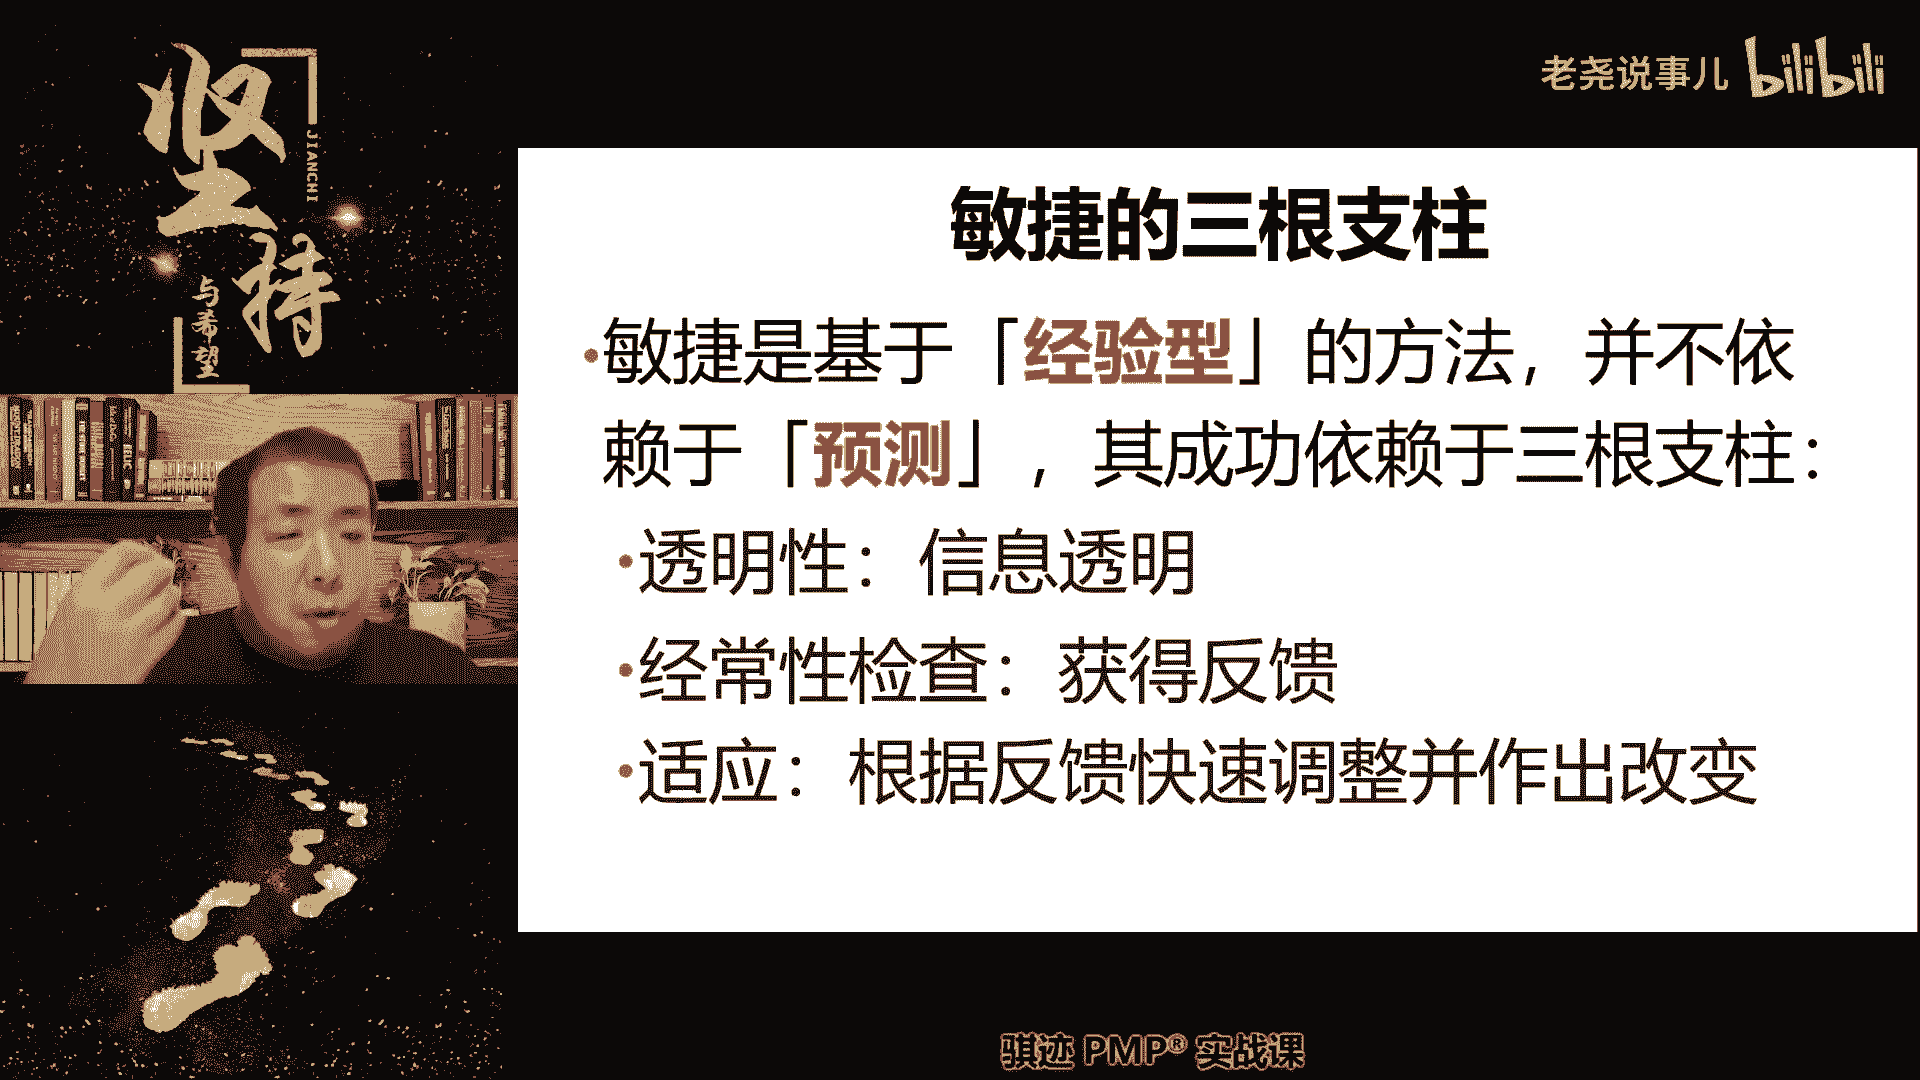 坚持
JIANCHI
与希望
老尧说事儿 bilibili
敏捷的三根支柱
•敏捷是基于「经验型」的方法，并不依
赖于「预测」，其成功依赖于三根支柱：
•透明性：信息透明
•经常性检查：获得反馈
•适应：根据反馈快速调整并作出改变
骐迹 PMP® 实战课